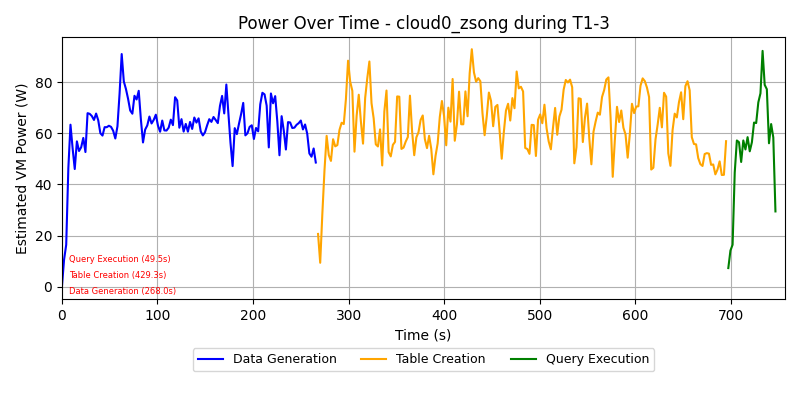 Power Over Time - cloud0_zsong during T1-3
Estimated VM Power (W)
80
60
40
20
0
Query Execution (49.5s)
Table Creation (429.3s)
Data Generation (268.0s)
0 100 200 300 400 500 600 700
Time (s)
Data Generation Table Creation Query Execution